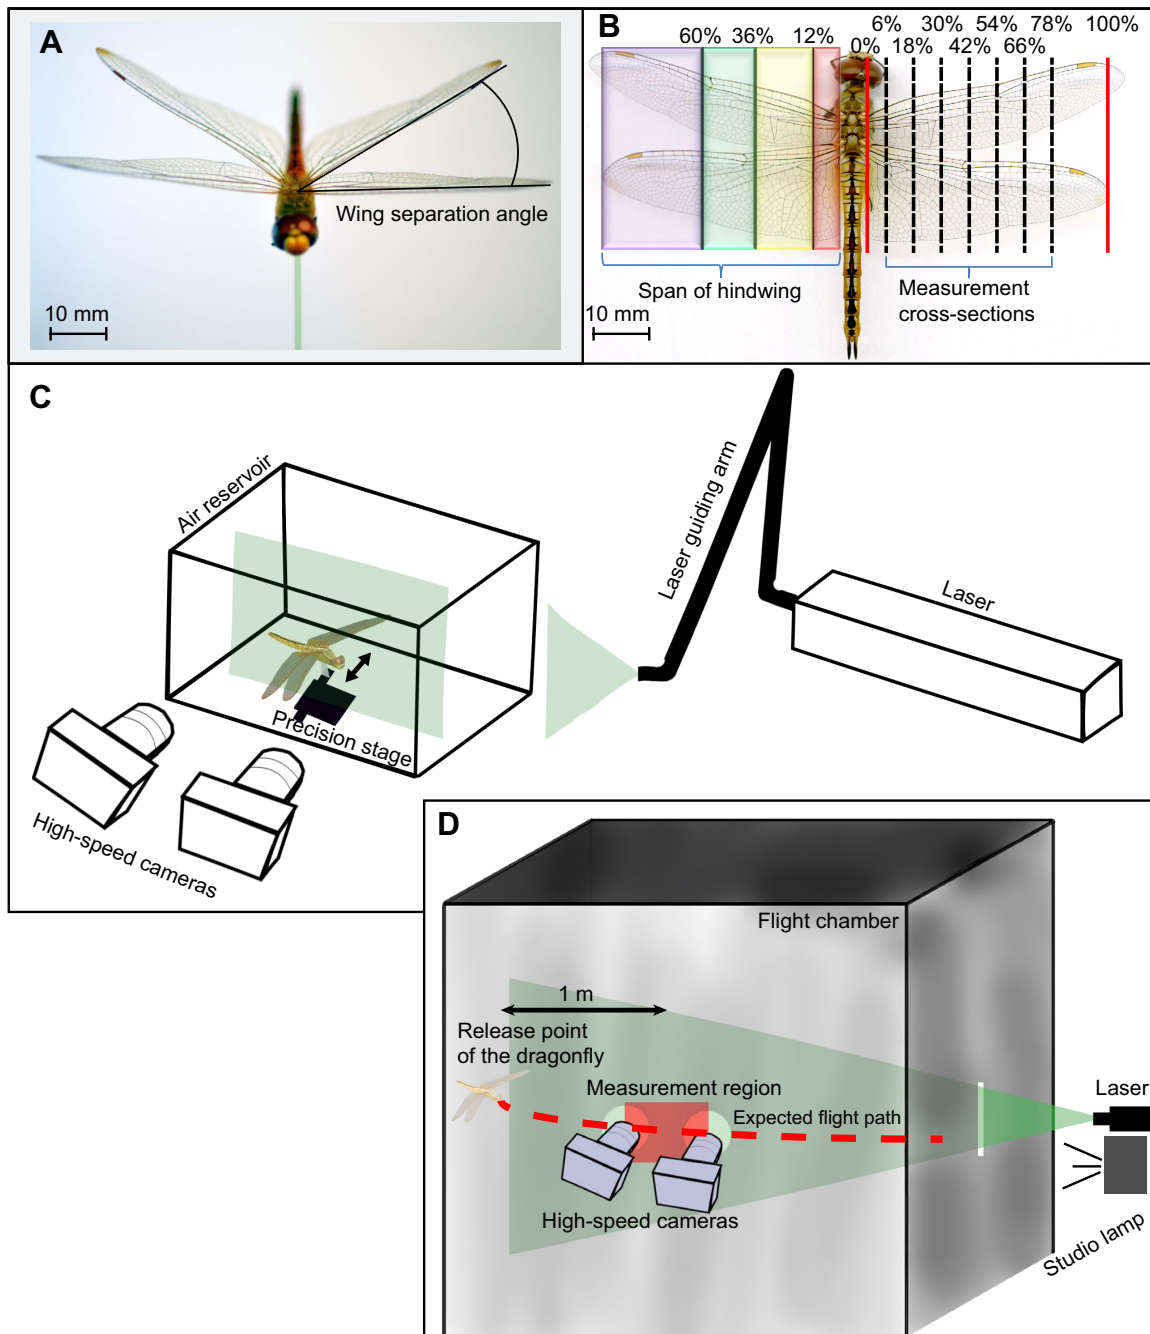 A
Wing separation angle
10 mm
B
6% 30% 54% 78% 100%
60% 36% 12% 0% 18% 42% 66%
Span of hindwing
Measurement
cross-sections
10 mm
C
Air reservoir
Laser guiding arm
Laser
Precision stage
High-speed cameras
D
Flight chamber
1 m
Release point
of the dragonfly
Measurement region
Expected flight path
Laser
High-speed cameras
Studio lamp